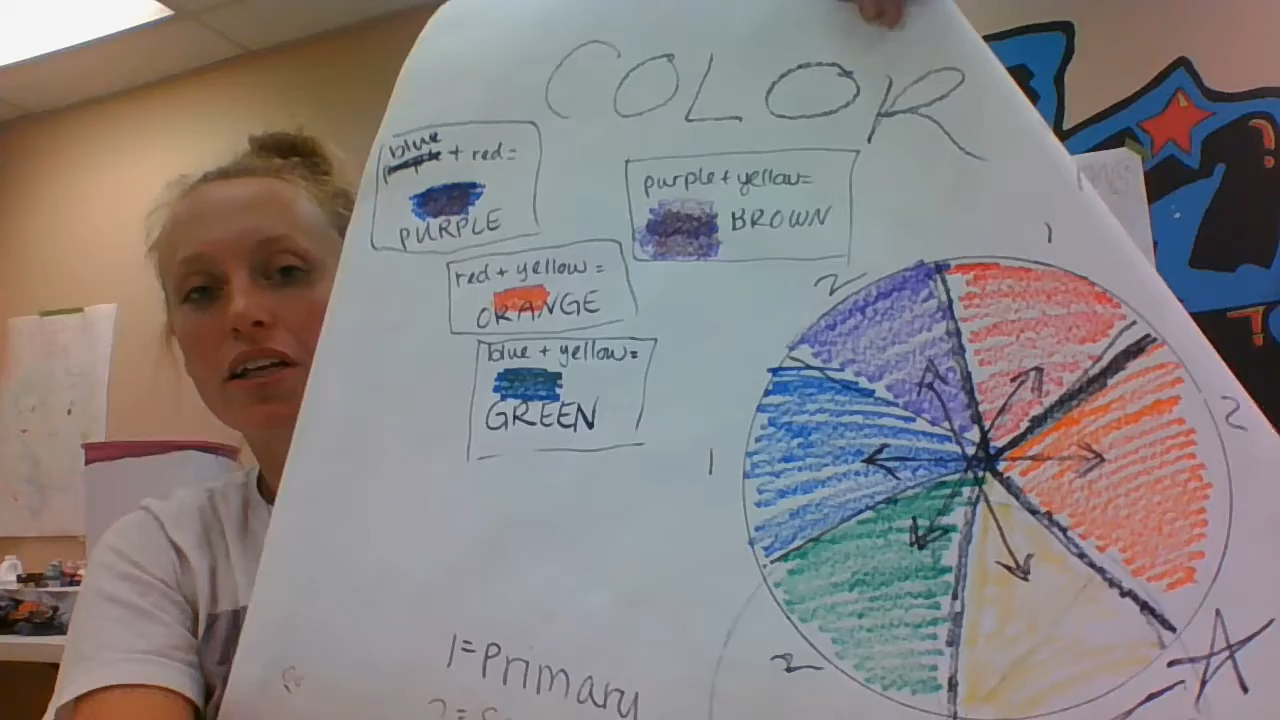 COLOR
blue
+ red=
PURPLE
purple + yellow=
BROWN
red + yellow =
ORANGE
blue + yellow=
GREEN
1
2
2
1
2
1= Primary
2=